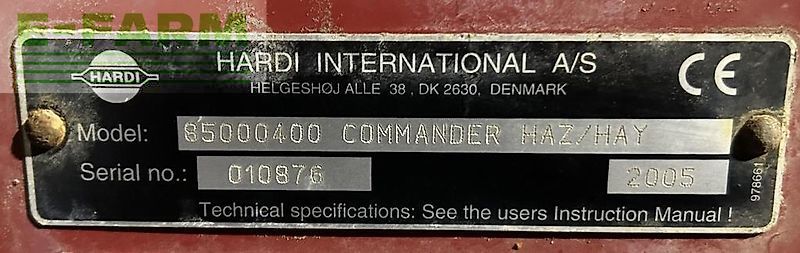 E-FARM
HARDI
HARDI INTERNATIONAL A/S
HELGESHØJ ALLE 38, DK 2630, DENMARK
CE
Model: 85000400 COMMANDER HAZ/HAY
Serial no.: 010876 2005
978661
Technical specifications: See the users Instruction Manual !